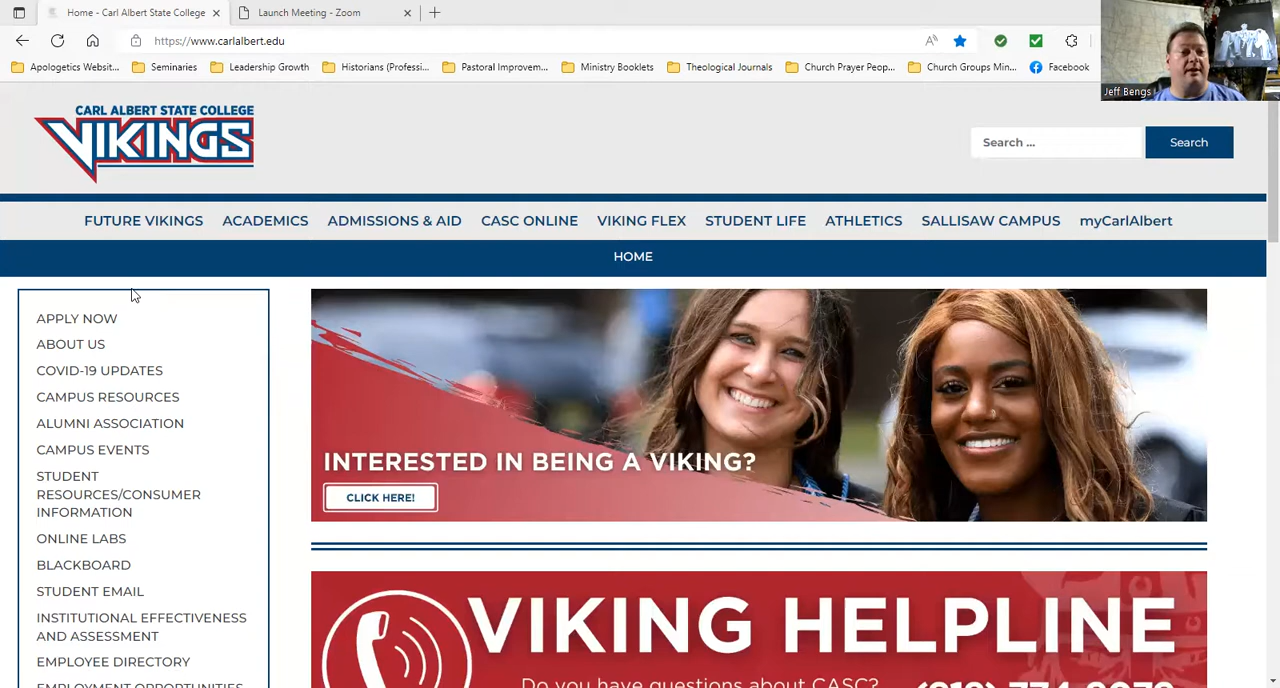 Home - Carl Albert State College
Launch Meeting - Zoom
https://www.carlalbert.edu
Apologetics Websit...
Seminaries
Leadership Growth
Historians (Professi...
Personal Improvem...
Ministry Booklets
Theological Journals
Church Prayer Peop...
Church Groups Min...
Facebook
Jeff Bengs
CARL ALBERT STATE COLLEGE
VIKINGS
Search ...
Search
FUTURE VIKINGS ACADEMICS ADMISSIONS & AID CASC ONLINE VIKING FLEX STUDENT LIFE ATHLETICS SALLISAW CAMPUS myCarlAlbert
HOME
APPLY NOW
ABOUT US
COVID-19 UPDATES
CAMPUS RESOURCES
ALUMNI ASSOCIATION
CAMPUS EVENTS
STUDENT
RESOURCES/CONSUMER
INFORMATION
ONLINE LABS
BLACKBOARD
STUDENT EMAIL
INSTITUTIONAL EFFECTIVENESS
AND ASSESSMENT
EMPLOYEE DIRECTORY
EMPLOYMENT OPPORTUNITIES
INTERESTED IN BEING A VIKING?
CLICK HERE!
VIKING HELPLINE
Do you have questions about CASC?